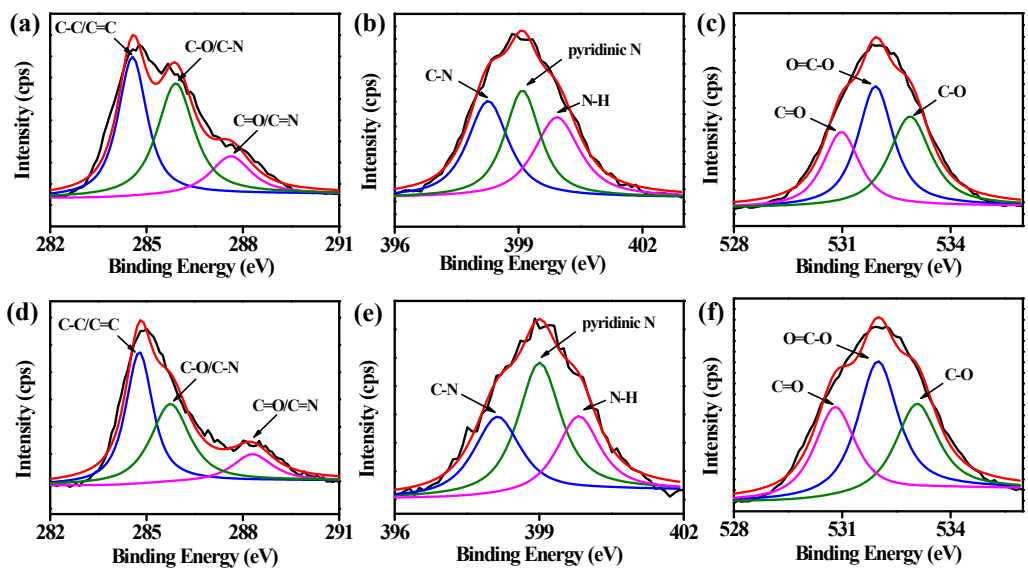 (a)
C-C/C=C
C-O/C-N
C=O/C=N
Intensity (cps)
282 285 288 291
Binding Energy (eV)
(b)
pyridinic N
C-N
N-H
Intensity (cps)
396 399 402
Binding Energy (eV)
(c)
O=C-O
C-O
C=O
Intensity (cps)
528 531 534
Binding Energy (eV)
(d)
C-C/C=C
C-O/C-N
C=O/C=N
Intensity (cps)
282 285 288 291
Binding Energy (eV)
(e)
pyridinic N
C-N
N-H
Intensity (cps)
396 399 402
Binding Energy (eV)
(f)
O=C-O
C=O
C-O
Intensity (cps)
528 531 534
Binding Energy (eV)